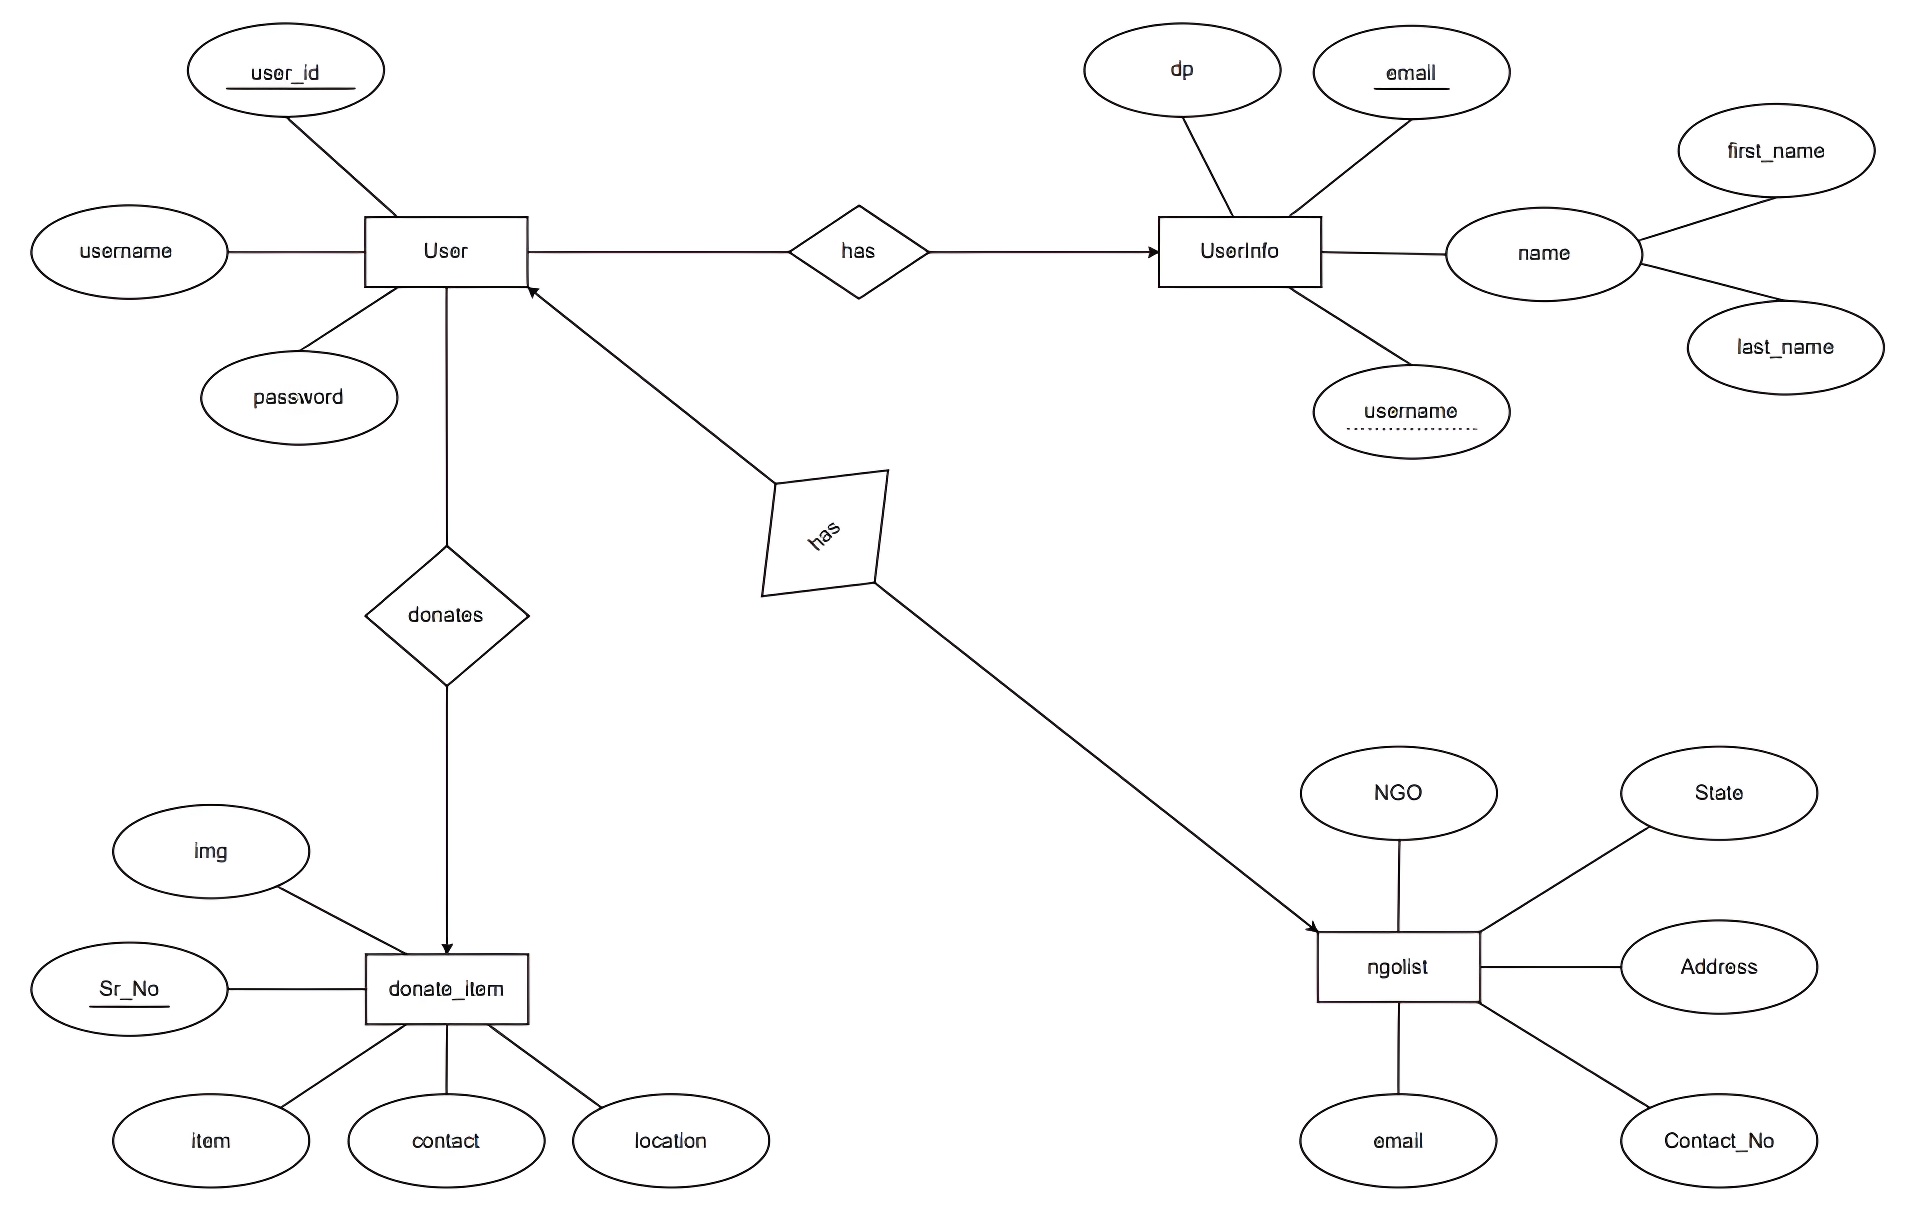 user_id
dp
email
first_name
username
User
has
UserInfo
name
last_name
password
username
has
donates
NGO
State
img
ngolist
Address
Sr_No
donate_item
item
contact
location
email
Contact_No